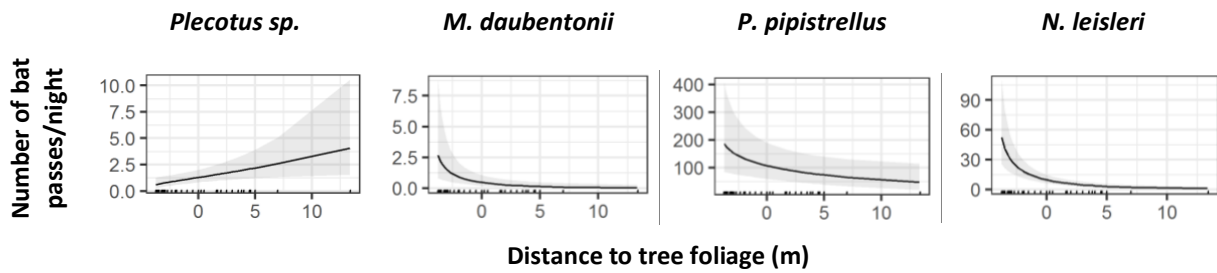 Plecotus sp.
M. daubentonii
P. pipistrellus
N. leisleri
Number of bat
passes/night
10.0
7.5
5.0
2.5
0.0
0 5 10
7.5
5.0
2.5
0.0
0 5 10
400
300
200
100
0 5 10
90
60
30
0
0 5 10
Distance to tree foliage (m)